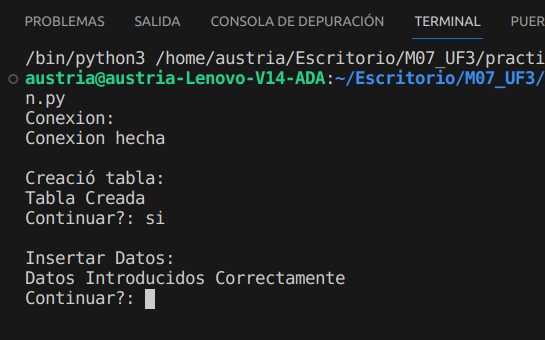 PROBLEMAS SALIDA CONSOLA DE DEPURACIÓN TERMINAL PUER
/bin/python3 /home/austria/Escritorio/M07_UF3/practi
austria@austria-Lenovo-V14-ADA:~/Escritorio/M07_UF3/
n.py
Conexion:
Conexion hecha
Creació tabla:
Tabla Creada
Continuar?: si
Insertar Datos:
Datos Introducidos Correctamente
Continuar?: